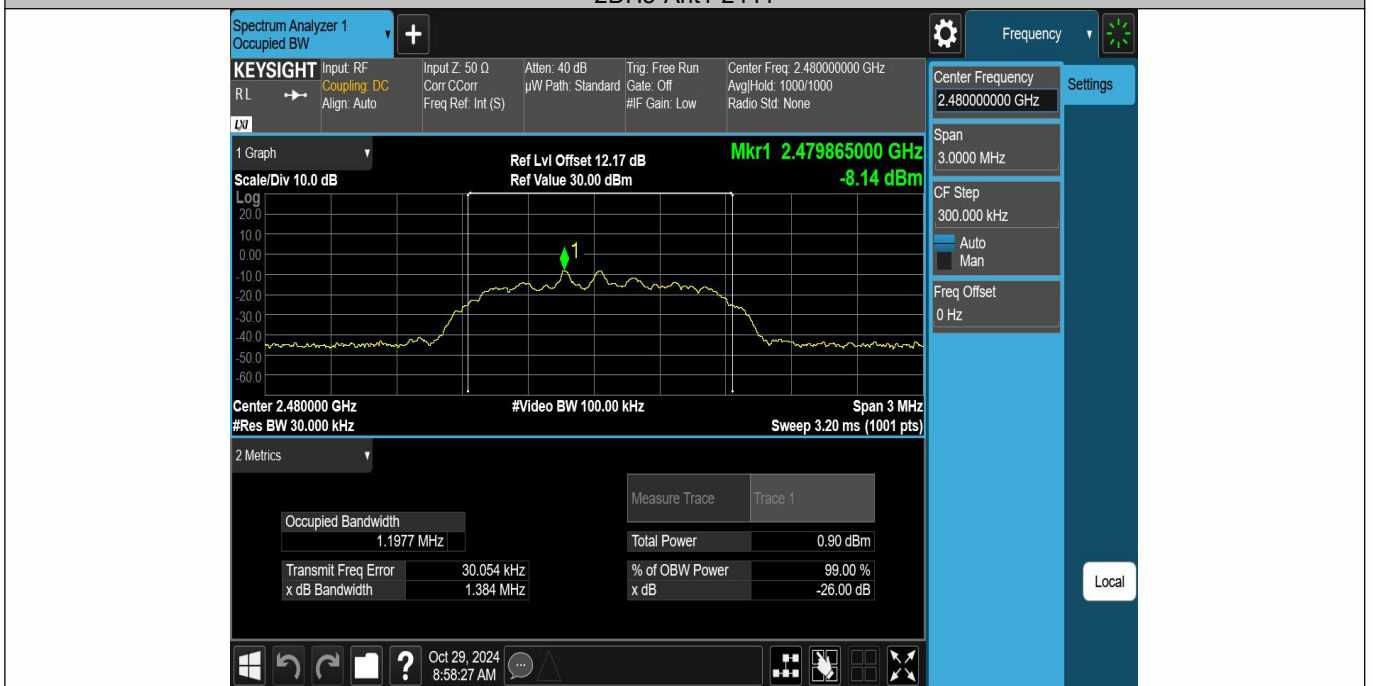 Spectrum Analyzer 1
Occupied BW
Frequency
KEYSIGHT
R L
LXI
Input: RF
Coupling: DC
Align: Auto
Input Z: 50 Ω
Corr CCorr
Freq Ref: Int (S)
Atten: 40 dB
µW Path: Standard
Trig: Free Run
Gate: Off
#IF Gain: Low
Center Freq: 2.480000000 GHz
Avg|Hold: 1000/1000
Radio Std: None
Center Frequency
2.480000000 GHz
Settings
Span
3.0000 MHz
CF Step
300.000 kHz
Auto
Man
Freq Offset
0 Hz
Local
1 Graph
Scale/Div 10.0 dB
Ref Lvl Offset 12.17 dB
Ref Value 30.00 dBm
Mkr1 2.479865000 GHz
-8.14 dBm
Log
20.0
10.0
0.00
-10.0
-20.0
-30.0
-40.0
-50.0
-60.0
1
Center 2.480000 GHz
#Res BW 30.000 kHz
#Video BW 100.00 kHz
Span 3 MHz
Sweep 3.20 ms (1001 pts)
2 Metrics
Measure Trace Trace 1
Occupied Bandwidth
1.1977 MHz
Total Power 0.90 dBm
Transmit Freq Error 30.054 kHz
% of OBW Power 99.00 %
x dB Bandwidth 1.384 MHz
x dB -26.00 dB
?
Oct 29, 2024
8:58:27 AM